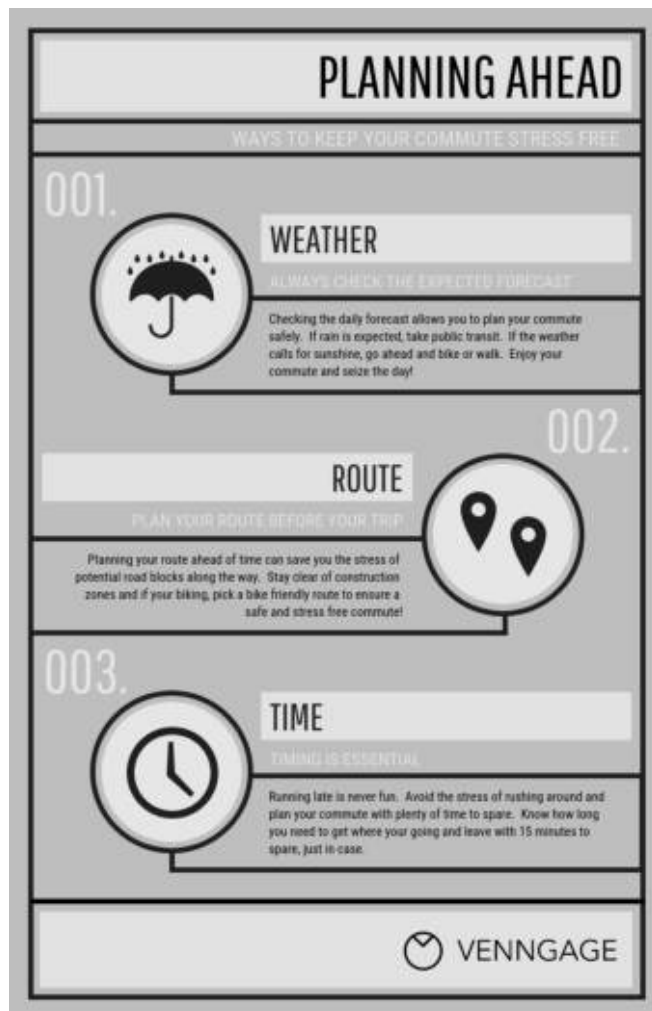 PLANNING AHEAD
WAYS TO KEEP YOUR COMMUTE STRESS FREE
001.
WEATHER
ALWAYS CHECK THE EXPECTED FORECAST
Checking the daily forecast allows you to plan your commute
safely. If rain is expected, take public transit. If the weather
calls for sunshine, go ahead and bike or walk. Enjoy your
commute and seize the day!
002.
ROUTE
PLAN YOUR ROUTE BEFORE YOUR TRIP
Planning your route ahead of time can save you the stress of
potential road blocks along the way. Stay clear of construction
zones and if your biking, pick a bike friendly route to ensure a
safe and stress free commute!
003.
TIME
TIMING IS ESSENTIAL
Running late is never fun. Avoid the stress of rushing around and
plan your commute with plenty of time to spare. Know how long
you need to get where your going and leave with 15 minutes to
spare, just in case.
VENNGAGE